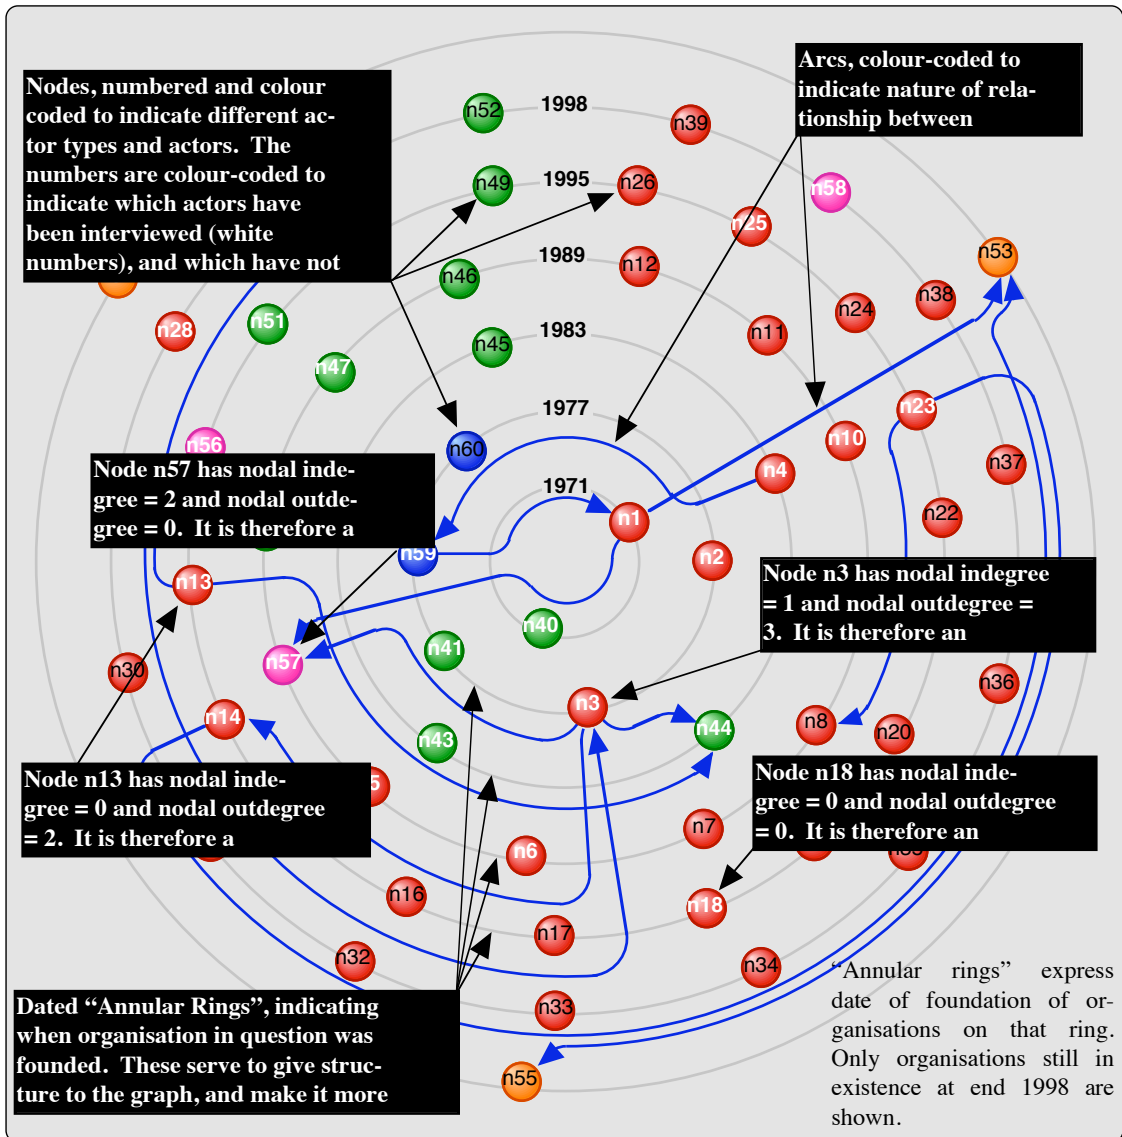 Nodes, numbered and colour
coded to indicate different ac-
tor types and actors. The
numbers are colour-coded to
indicate which actors have
been interviewed (white
numbers), and which have not
Arcs, colour-coded to
indicate nature of rela-
tionship between
1998
1995
1989
1983
1977
1971
n52
n39
n49
n26
n58
n25
n53
n46
n12
n38
n28
n51
n24
n11
n45
n47
n23
n56
n60
n10
n4
n37
Node n57 has nodal inde-
gree = 2 and nodal outde-
gree = 0. It is therefore a
n1
n22
n59
n2
n13
Node n3 has nodal indegree
= 1 and nodal outdegree =
3. It is therefore an
n40
n41
n57
n30
n36
n3
n14
n8
n44
n20
n43
Node n13 has nodal inde-
gree = 0 and nodal outdegree
= 2. It is therefore a
Node n18 has nodal inde-
gree = 0 and nodal outdegree
= 0. It is therefore an
n7
n6
n16
n18
n17
n32
n34
n33
n55
Dated “Annular Rings”, indicating
when organisation in question was
founded. These serve to give struc-
ture to the graph, and make it more
“Annular rings” express
date of foundation of or-
ganisations on that ring.
Only organisations still in
existence at end 1998 are
shown.